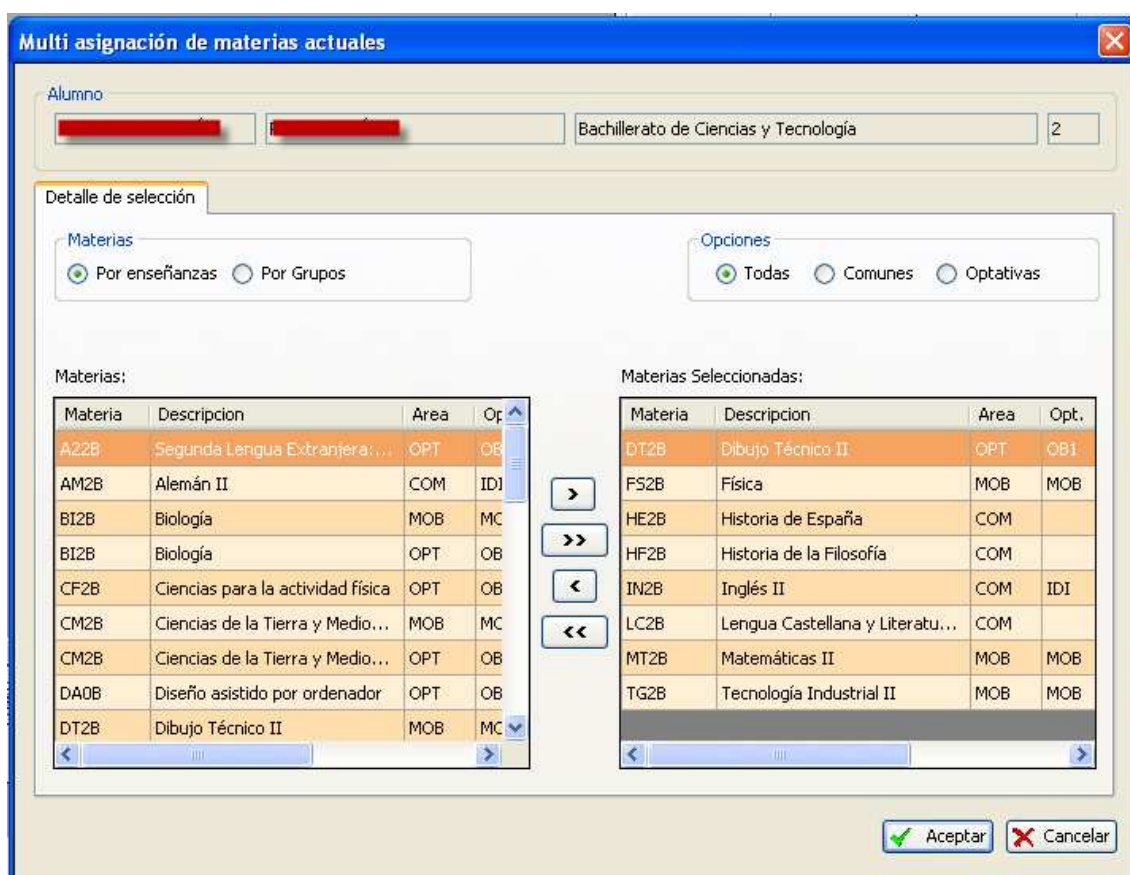 Multi asignación de materias actuales
Alumno
Bachillerato de Ciencias y Tecnología 2
Detalle de selección
Materias Opciones
Por enseñanzas Por Grupos Todas Comunes Optativas
Materias: Materias Seleccionadas:
Materia Descripcion Area Materia Descripcion Area Opt.
A22B Segunda Lengua Extranjera:... OPT DT2B Dibujo Técnico II OPT OB1
AM2B Alemán II COM IDI FS2B Física MOB MOB
BI2B Biología MOB HE2B Historia de España COM
BI2B Biología OPT OB HF2B Historia de la Filosofía COM
CF2B Ciencias para la actividad física OPT OB IN2B Inglés II COM IDI
CM2B Ciencias de la Tierra y Medio... MOB LC2B Lengua Castellana y Literatu... COM
CM2B Ciencias de la Tierra y Medio... OPT OB MT2B Matemáticas II MOB MOB
DA0B Diseño asistido por ordenador OPT OB TG2B Tecnología Industrial II MOB MOB
DT2B Dibujo Técnico II MOB
>
>>
<
<<
Aceptar Cancelar